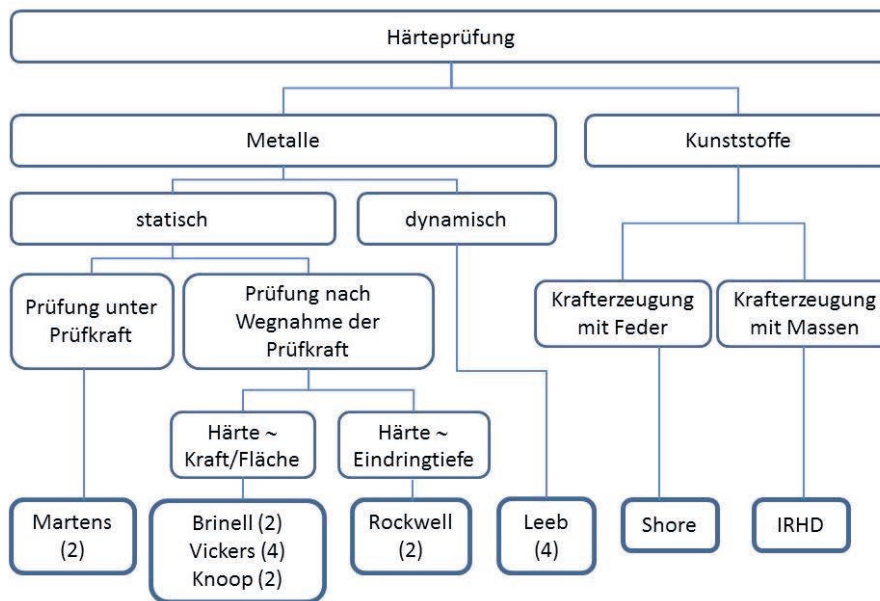 Härteprüfung
Metalle
Kunststoffe
statisch
dynamisch
Prüfung unter
Prüfkraft
Prüfung nach
Wegnahme der
Prüfkraft
Krafterzeugung
mit Feder
Krafterzeugung
mit Massen
Härte ~
Kraft/Fläche
Härte ~
Eindringtiefe
Martens
(2)
Brinell (2)
Vickers (4)
Knoop (2)
Rockwell
(2)
Leeb
(4)
Shore
IRHD